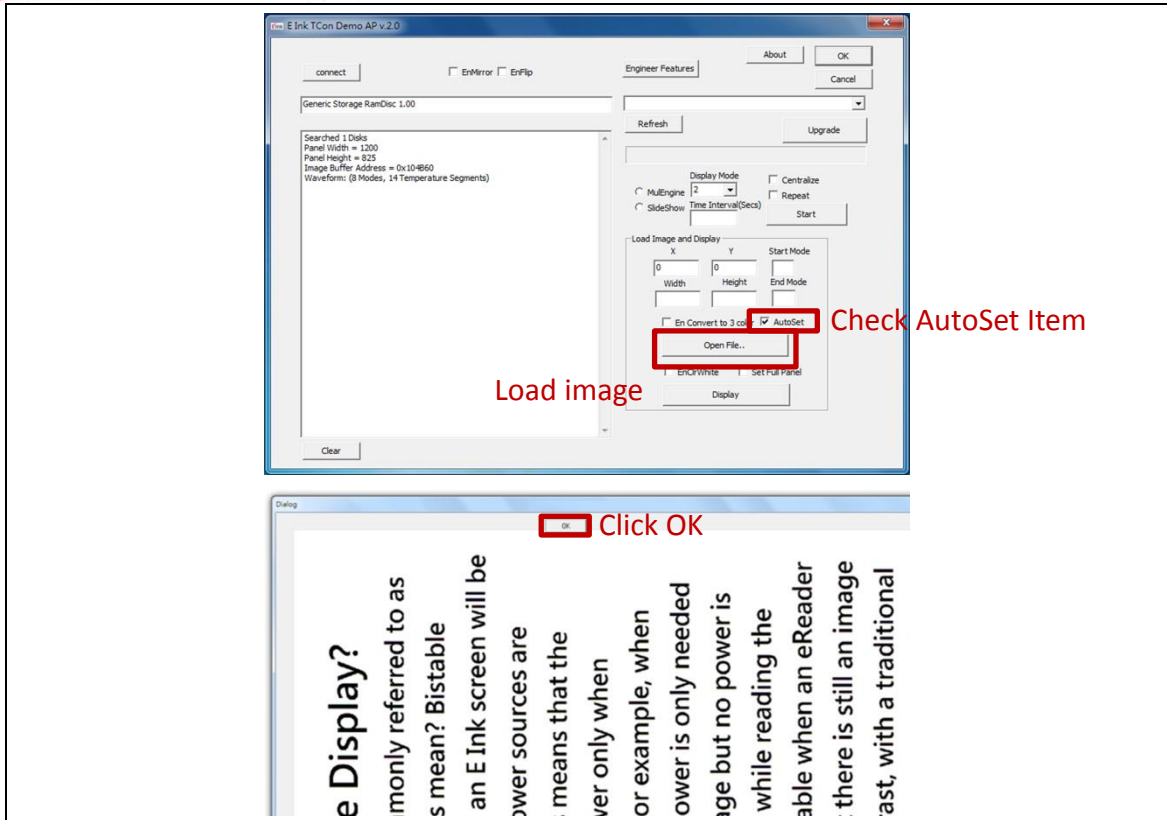 E Ink TCon Demo AP v.2.0
About
OK
connect
EnMirror
EnFlip
Engineer Features
Cancel
Generic Storage RamDisc 1.00
Refresh
Upgrade
Searched 1 Disks
Panel Width = 1200
Panel Height = 825
Image Buffer Address = 0x104B60
Waveform: (8 Modes, 14 Temperature Segments)
Display Mode
MulEngine
2
Centralize
Repeat
SlideShow
Time Interval(Secs)
Start
Load Image and Display
X
Y
Start Mode
0
0
Width
Height
End Mode
En Convert to 3 color
AutoSet
Check AutoSet Item
Open File..
EnClrWhite
Set Full Panel
Load image
Display
Clear
Dialog
OK
Click OK
e Display?
monly referred to as
s mean? Bistable
an E Ink screen will be
ower sources are
means that the
ver only when
or example, when
ower is only needed
age but no power is
while reading the
able when an eReader
there is still an image
rast, with a traditional